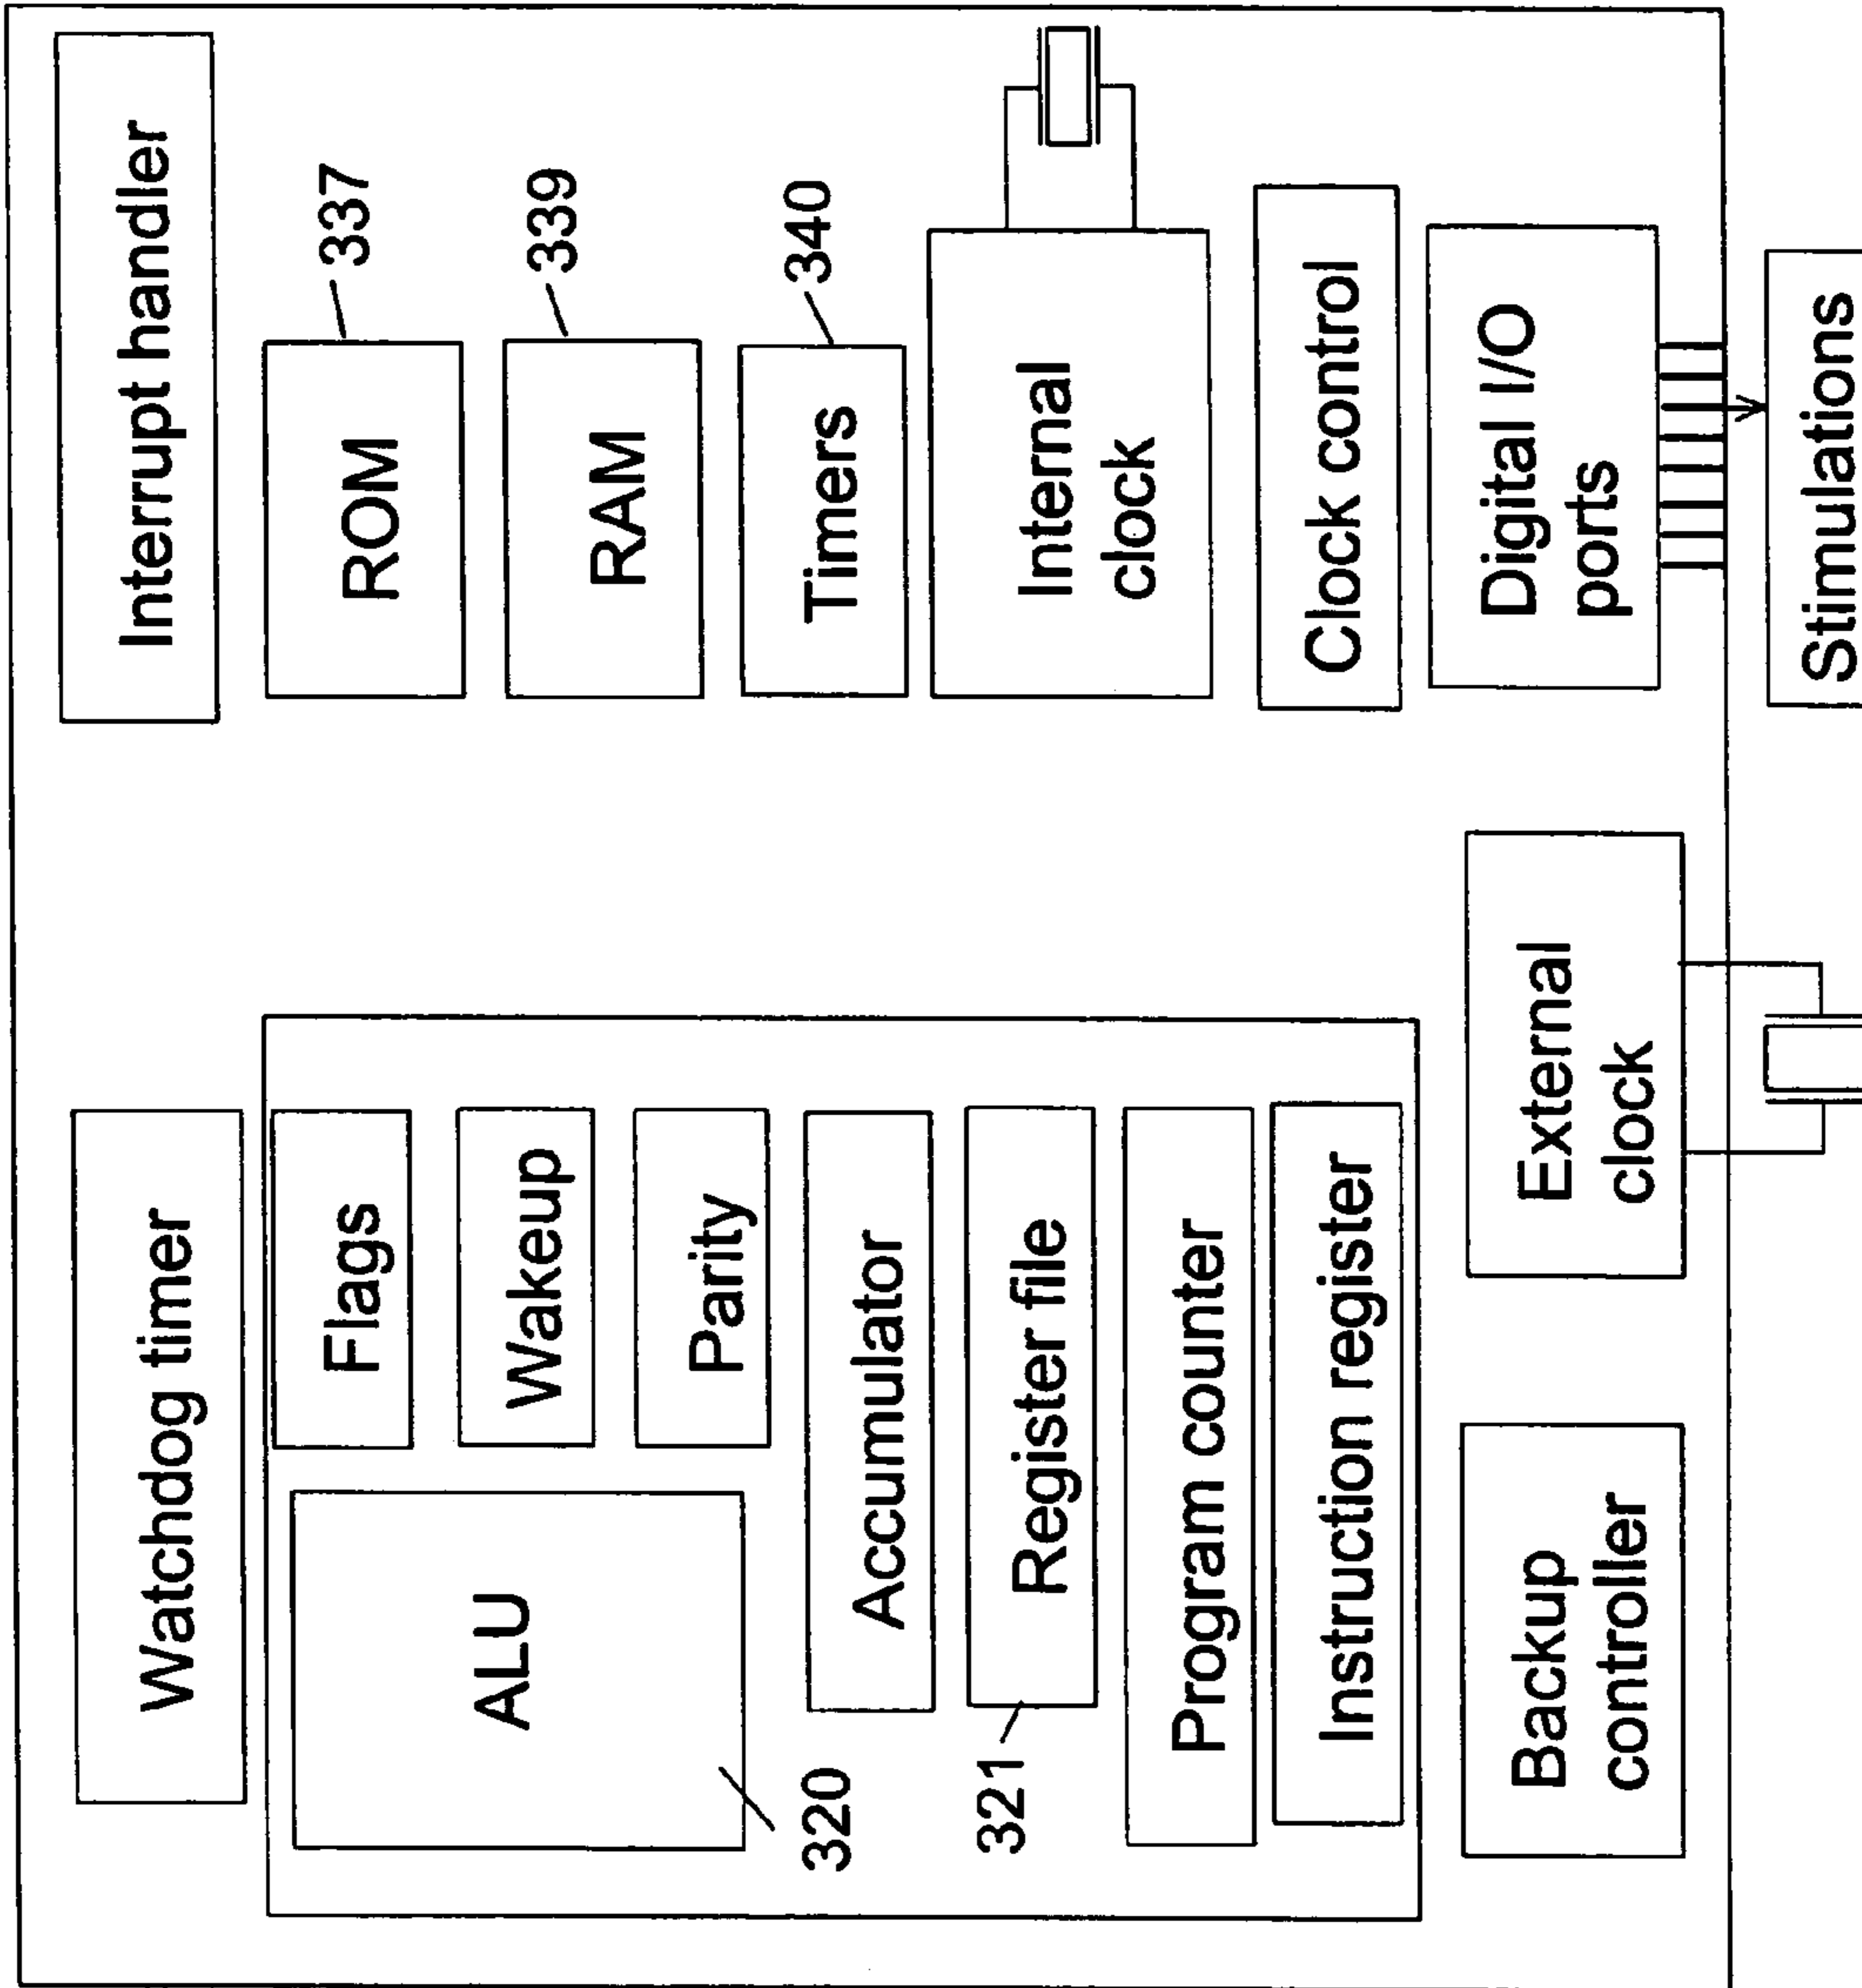 Watchdog timer
Interrupt handler
ALU
320
Flags
Wakeup
Parity
Accumulator
Register file
321
Program counter
Instruction register
ROM
337
RAM
339
Timers
340
Internal
clock
Clock control
Backup
controller
External
clock
Digital I/O
ports
Stimulations